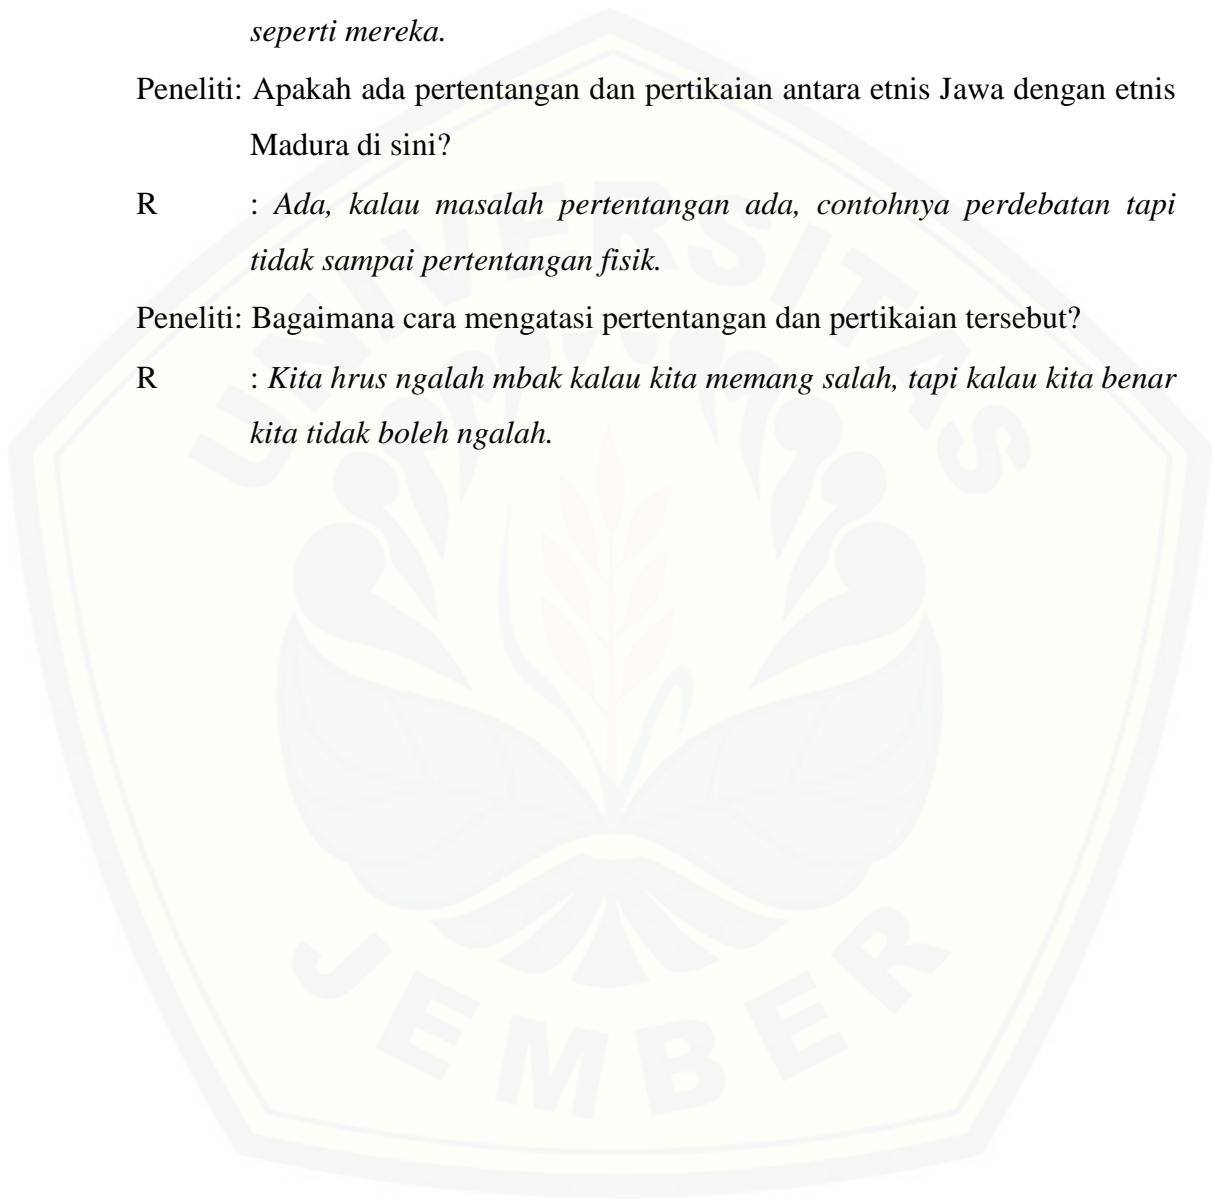 seperti mereka.
Peneliti: Apakah ada pertentangan dan pertikaian antara etnis Jawa dengan etnis
Madura di sini?
R : Ada, kalau masalah pertentangan ada, contohnya perdebatan tapi
tidak sampai pertentangan fisik.
Peneliti: Bagaimana cara mengatasi pertentangan dan pertikaian tersebut?
R : Kita hrus ngalah mbak kalau kita memang salah, tapi kalau kita benar
kita tidak boleh ngalah.
UNIVERSITAS
JEMBER